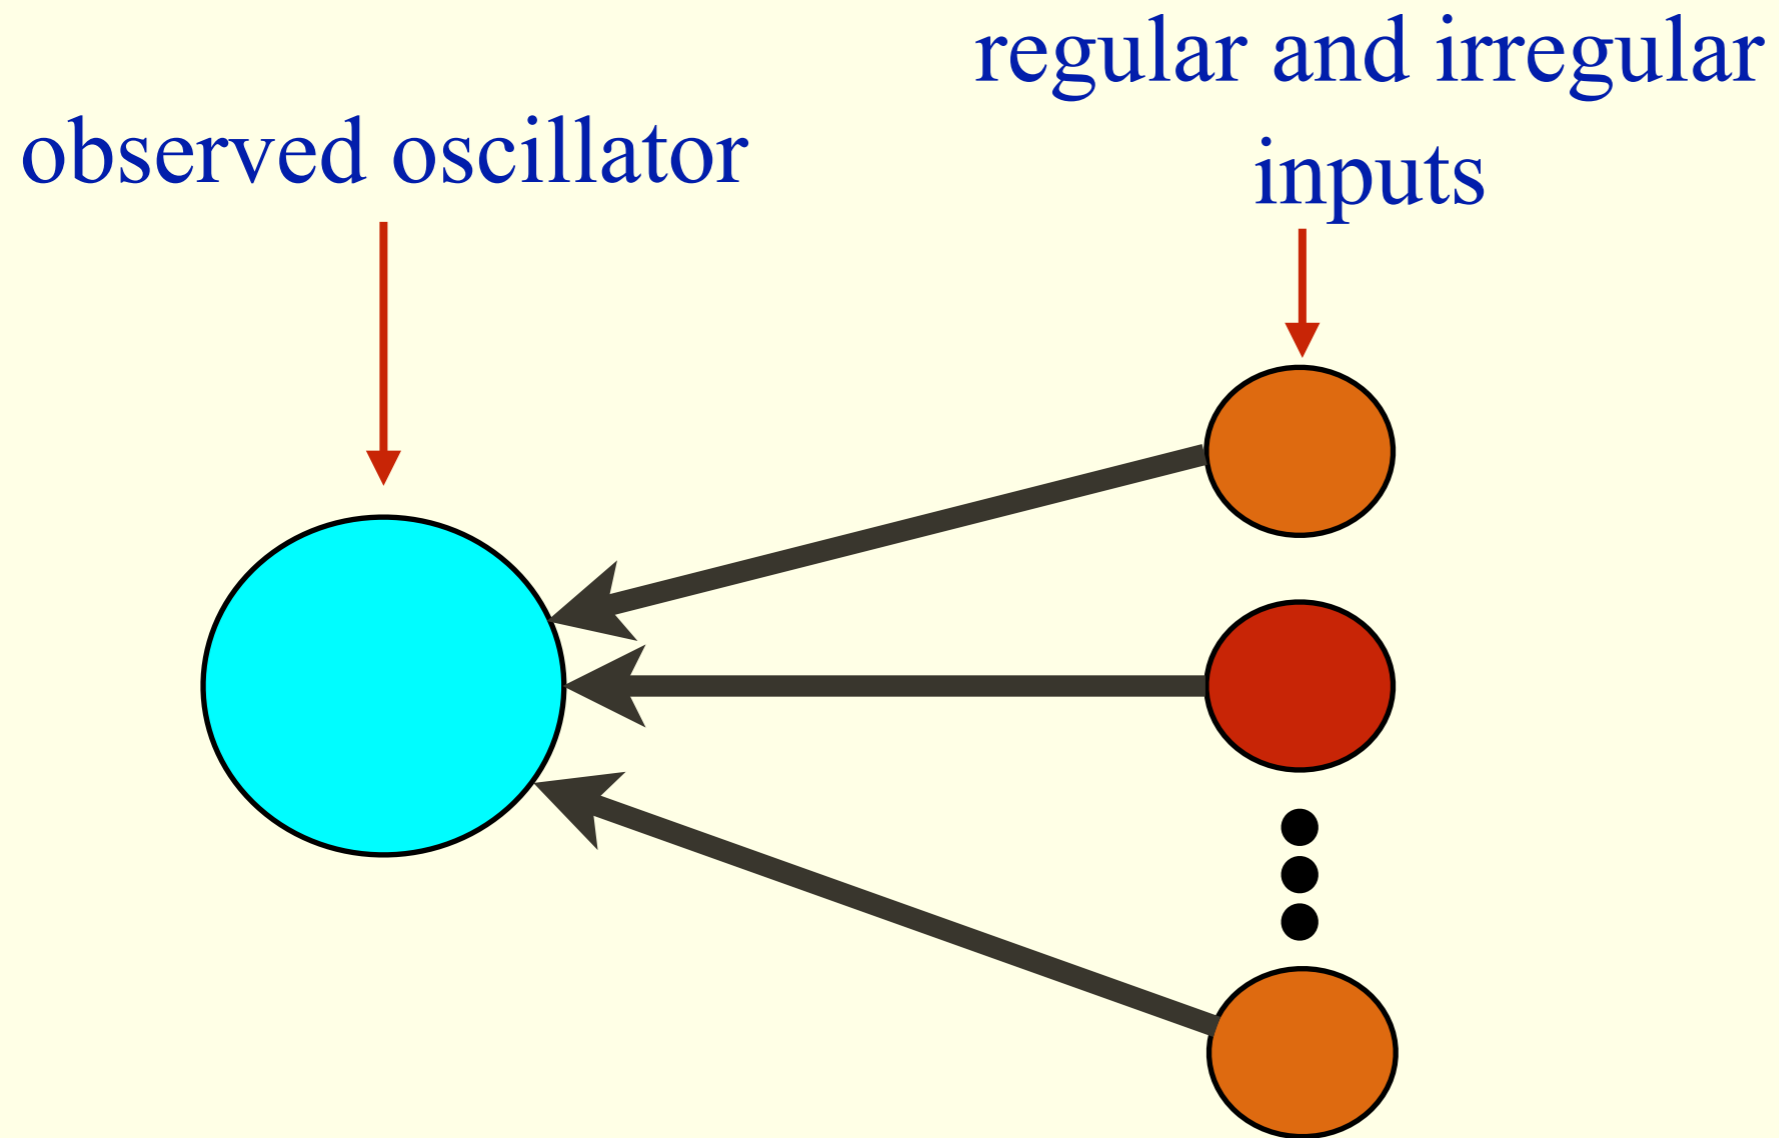 observed oscillator
regular and irregular
inputs